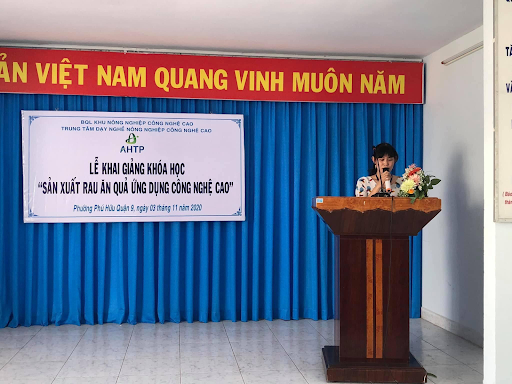 ẢN VIỆT NAM QUANG VINH MUÔN NĂM
BQL KHU NÔNG NGHIỆP CÔNG NGHỆ CAO
TRUNG TÂM DẠY NGHỀ NÔNG NGHIỆP CÔNG NGHỆ CAO
AHTP
LỄ KHAI GIẢNG KHÓA HỌC
“SẢN XUẤT RAU ĂN QUẢ ỨNG DỤNG CÔNG NGHỆ CAO”
Phường Phú Hữu Quận 9, ngày 03 tháng 11 năm 2020